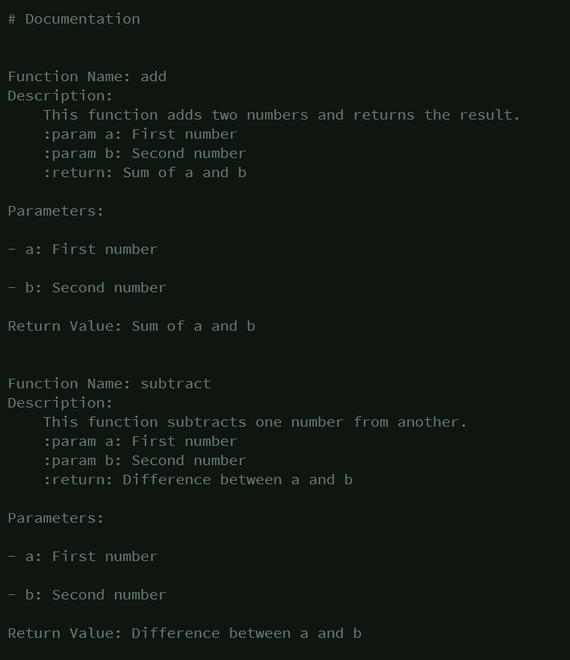 # Documentation
Function Name: add
Description:
    This function adds two numbers and returns the result.
    :param a: First number
    :param b: Second number
    :return: Sum of a and b
Parameters:
- a: First number
- b: Second number
Return Value: Sum of a and b
Function Name: subtract
Description:
    This function subtracts one number from another.
    :param a: First number
    :param b: Second number
    :return: Difference between a and b
Parameters:
- a: First number
- b: Second number
Return Value: Difference between a and b